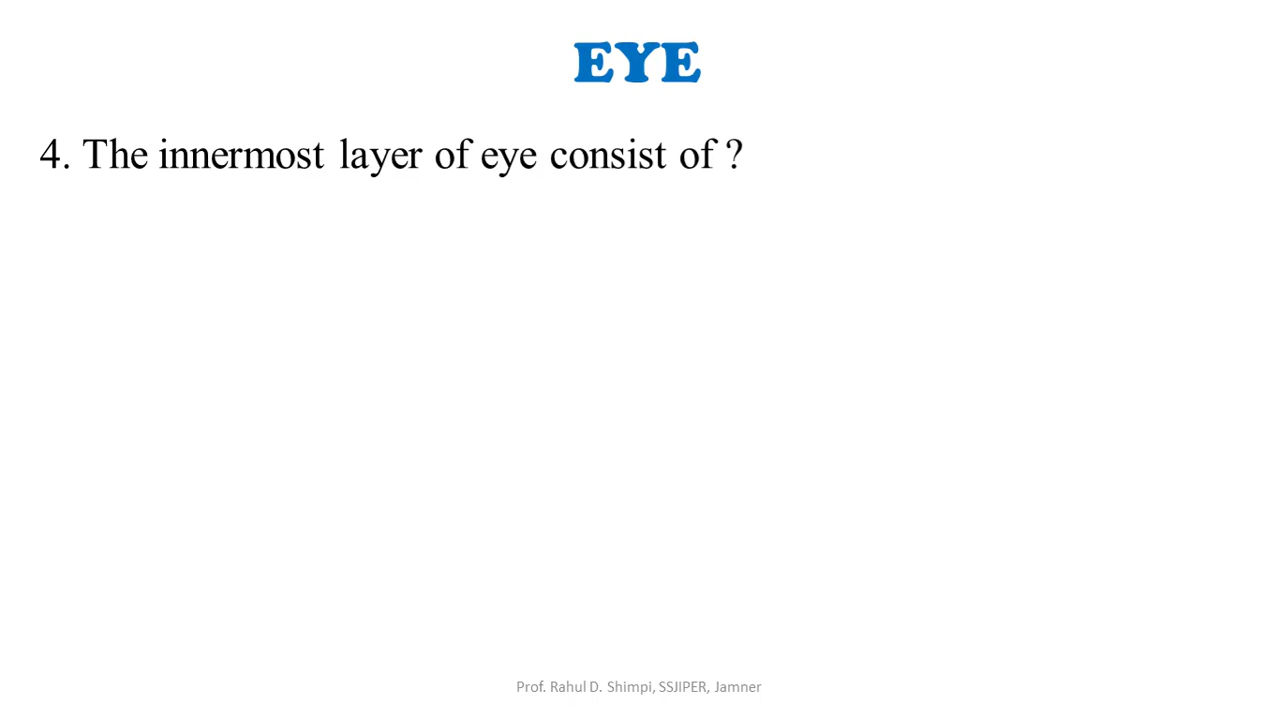 EYE
4. The innermost layer of eye consist of ?
Prof. Rahul D. Shimpi, SSJIPER, Jamner